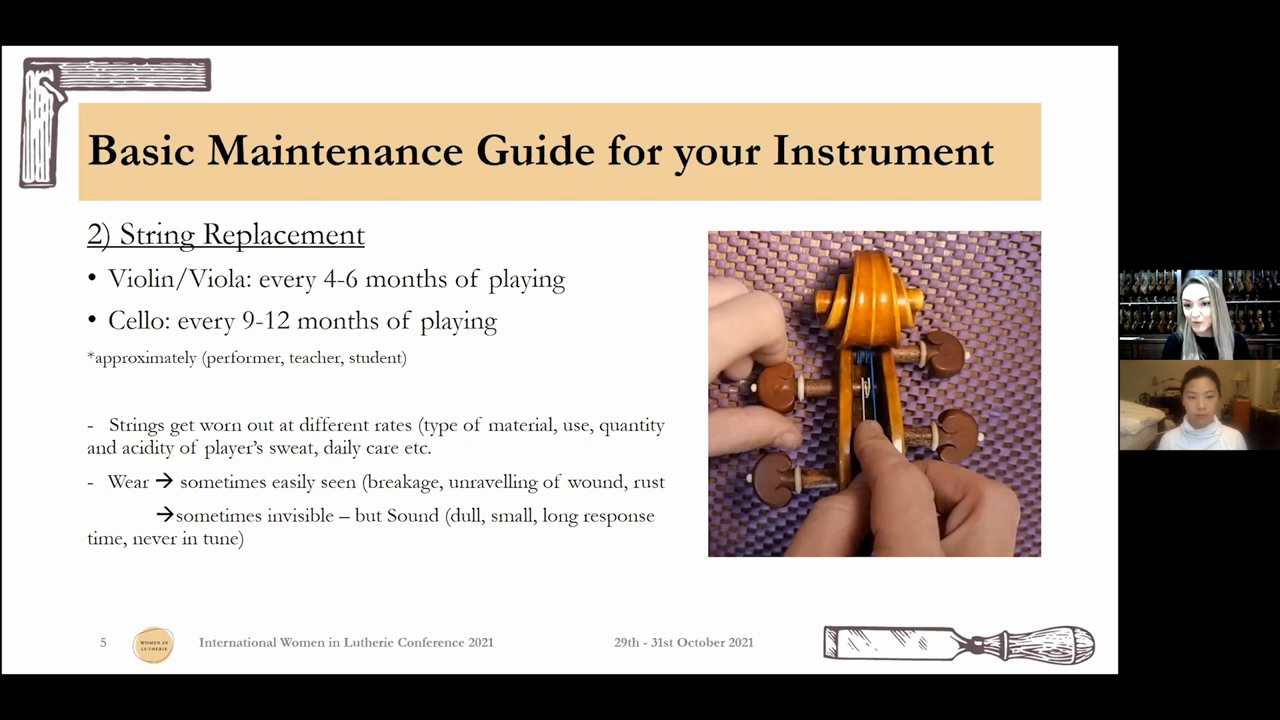 Basic Maintenance Guide for your Instrument
2) String Replacement
• Violin/Viola: every 4-6 months of playing
• Cello: every 9-12 months of playing
*approximately (performer, teacher, student)
- Strings get worn out at different rates (type of material, use, quantity
and acidity of player's sweat, daily care etc.
- Wear → sometimes easily seen (breakage, unravelling of wound, rust
→sometimes invisible – but Sound (dull, small, long response
time, never in tune)
5
WOMEN IN
LUTHERIE
International Women in Lutherie Conference 2021
29th - 31st October 2021